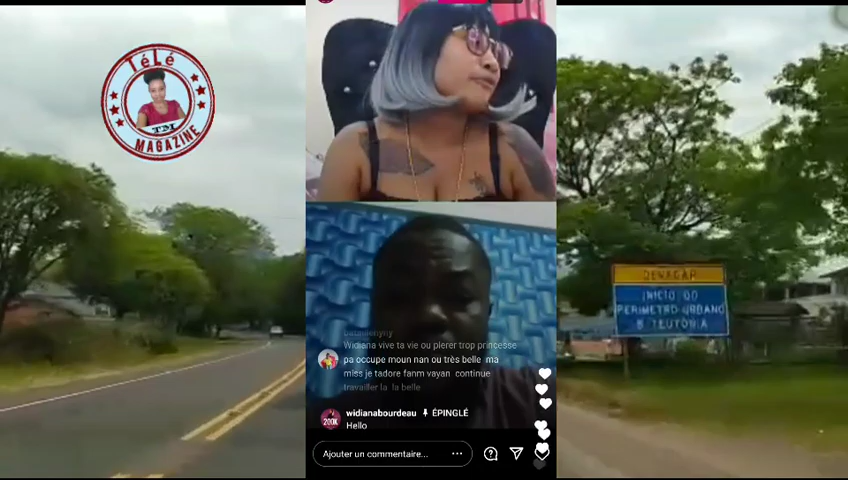 TéLé
TM
MAGAZINE
DENACAR
INICIO DO
PERIMETRO URBANO
TEUTONIA
Widiana vive ta vie ou plerer trop princesse
pa occupe moun nan ou très belle ma
miss je tadore fanm vayan continue
travailler la la belle
200K
widianabourdeau ÉPINGLÉ
Hello
Ajouter un commentaire...